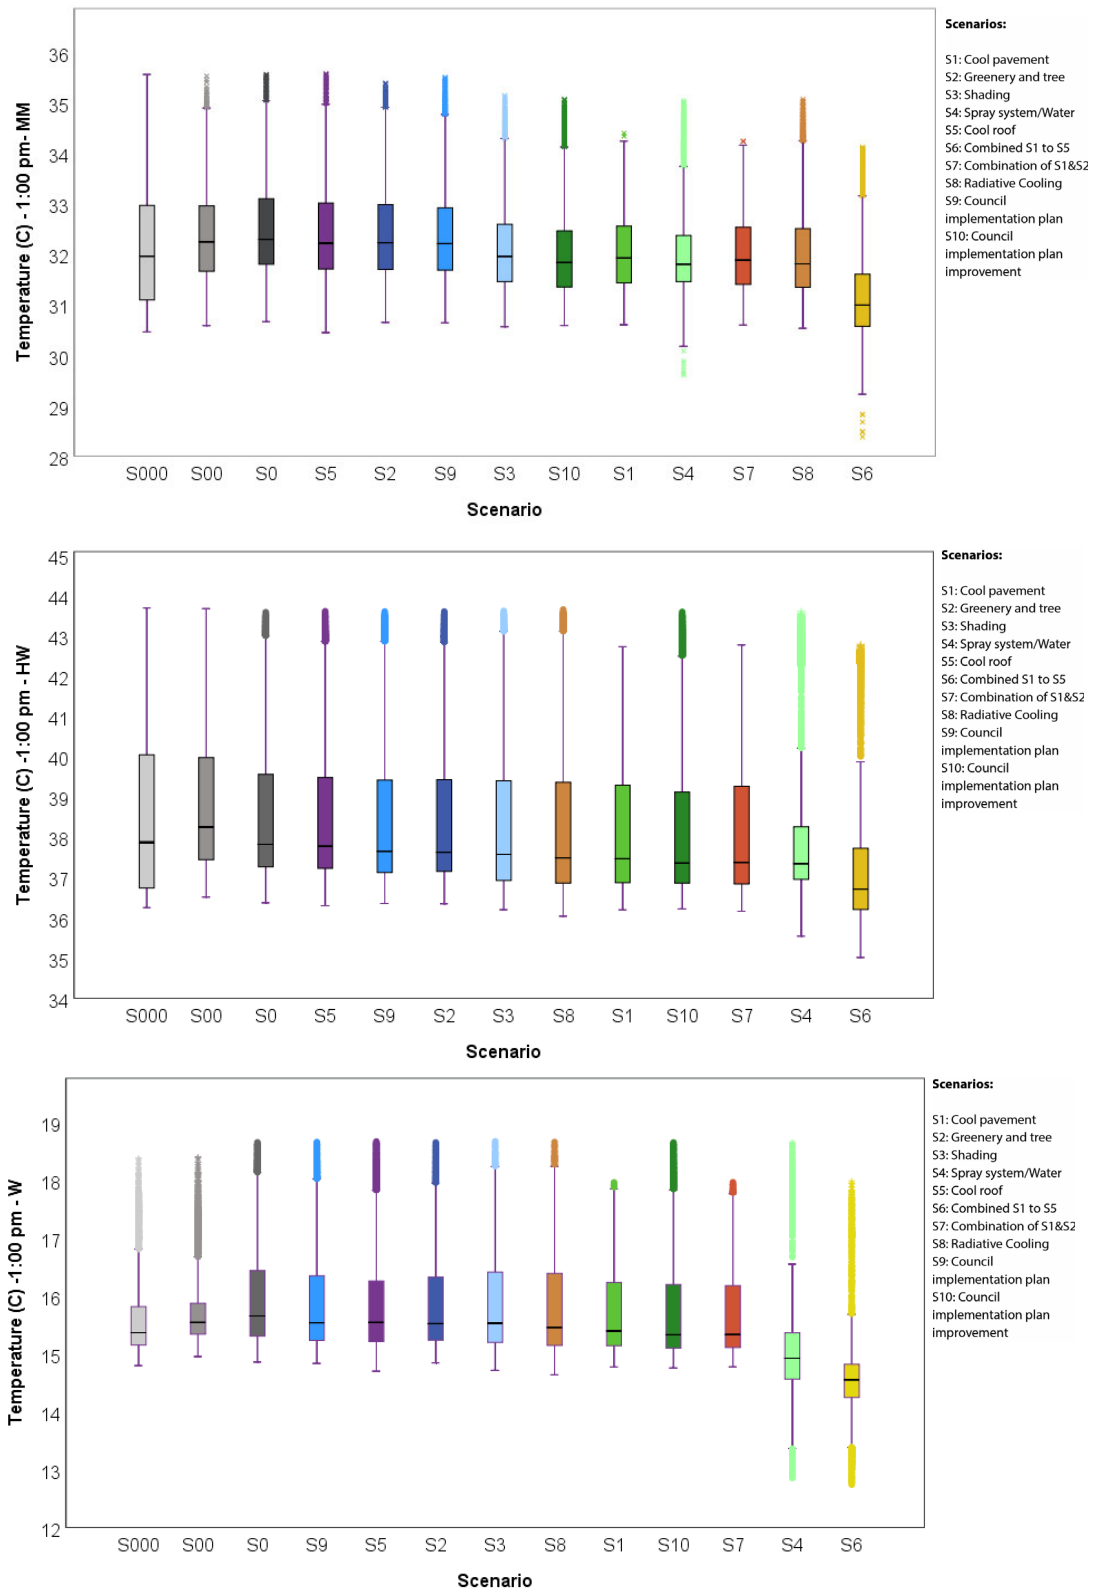 Scenarios:
S1: Cool pavement
S2: Greenery and tree
S3: Shading
S4: Spray system/Water
S5: Cool roof
S6: Combined S1 to S5
S7: Combination of S1&S2
S8: Radiative Cooling
S9: Council
implementation plan
S10: Council
implementation plan
improvement
Temperature (C) - 1:00 pm- MM
36
35
34
33
32
31
30
29
28
S000 S00 S0 S5 S2 S9 S3 S10 S1 S4 S7 S8 S6
Scenario
Scenarios:
S1: Cool pavement
S2: Greenery and tree
S3: Shading
S4: Spray system/Water
S5: Cool roof
S6: Combined S1 to S5
S7: Combination of S1&S2
S8: Radiative Cooling
S9: Council
implementation plan
S10: Council
implementation plan
improvement
Temperature (C) -1:00 pm - HW
45
44
43
42
41
40
39
38
37
36
35
34
S000 S00 S0 S5 S9 S2 S3 S8 S1 S10 S7 S4 S6
Scenario
Scenarios:
S1: Cool pavement
S2: Greenery and tree
S3: Shading
S4: Spray system/Water
S5: Cool roof
S6: Combined S1 to S5
S7: Combination of S1&S2
S8: Radiative Cooling
S9: Council
implementation plan
S10: Council
implementation plan
improvement
Temperature (C) -1:00 pm - W
19
18
17
16
15
14
13
12
S000 S00 S0 S9 S5 S2 S3 S8 S1 S10 S7 S4 S6
Scenario